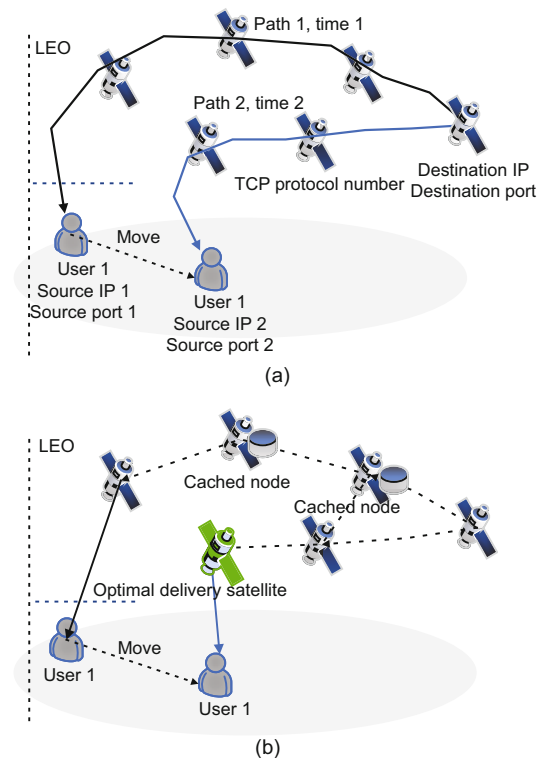 LEO
Path 1, time 1
Path 2, time 2
TCP protocol number
Destination IP
Destination port
Move
User 1
Source IP 1
Source port 1
User 1
Source IP 2
Source port 2
(a)
LEO
Cached node
Cached node
Optimal delivery satellite
Move
User 1
User 1
(b)